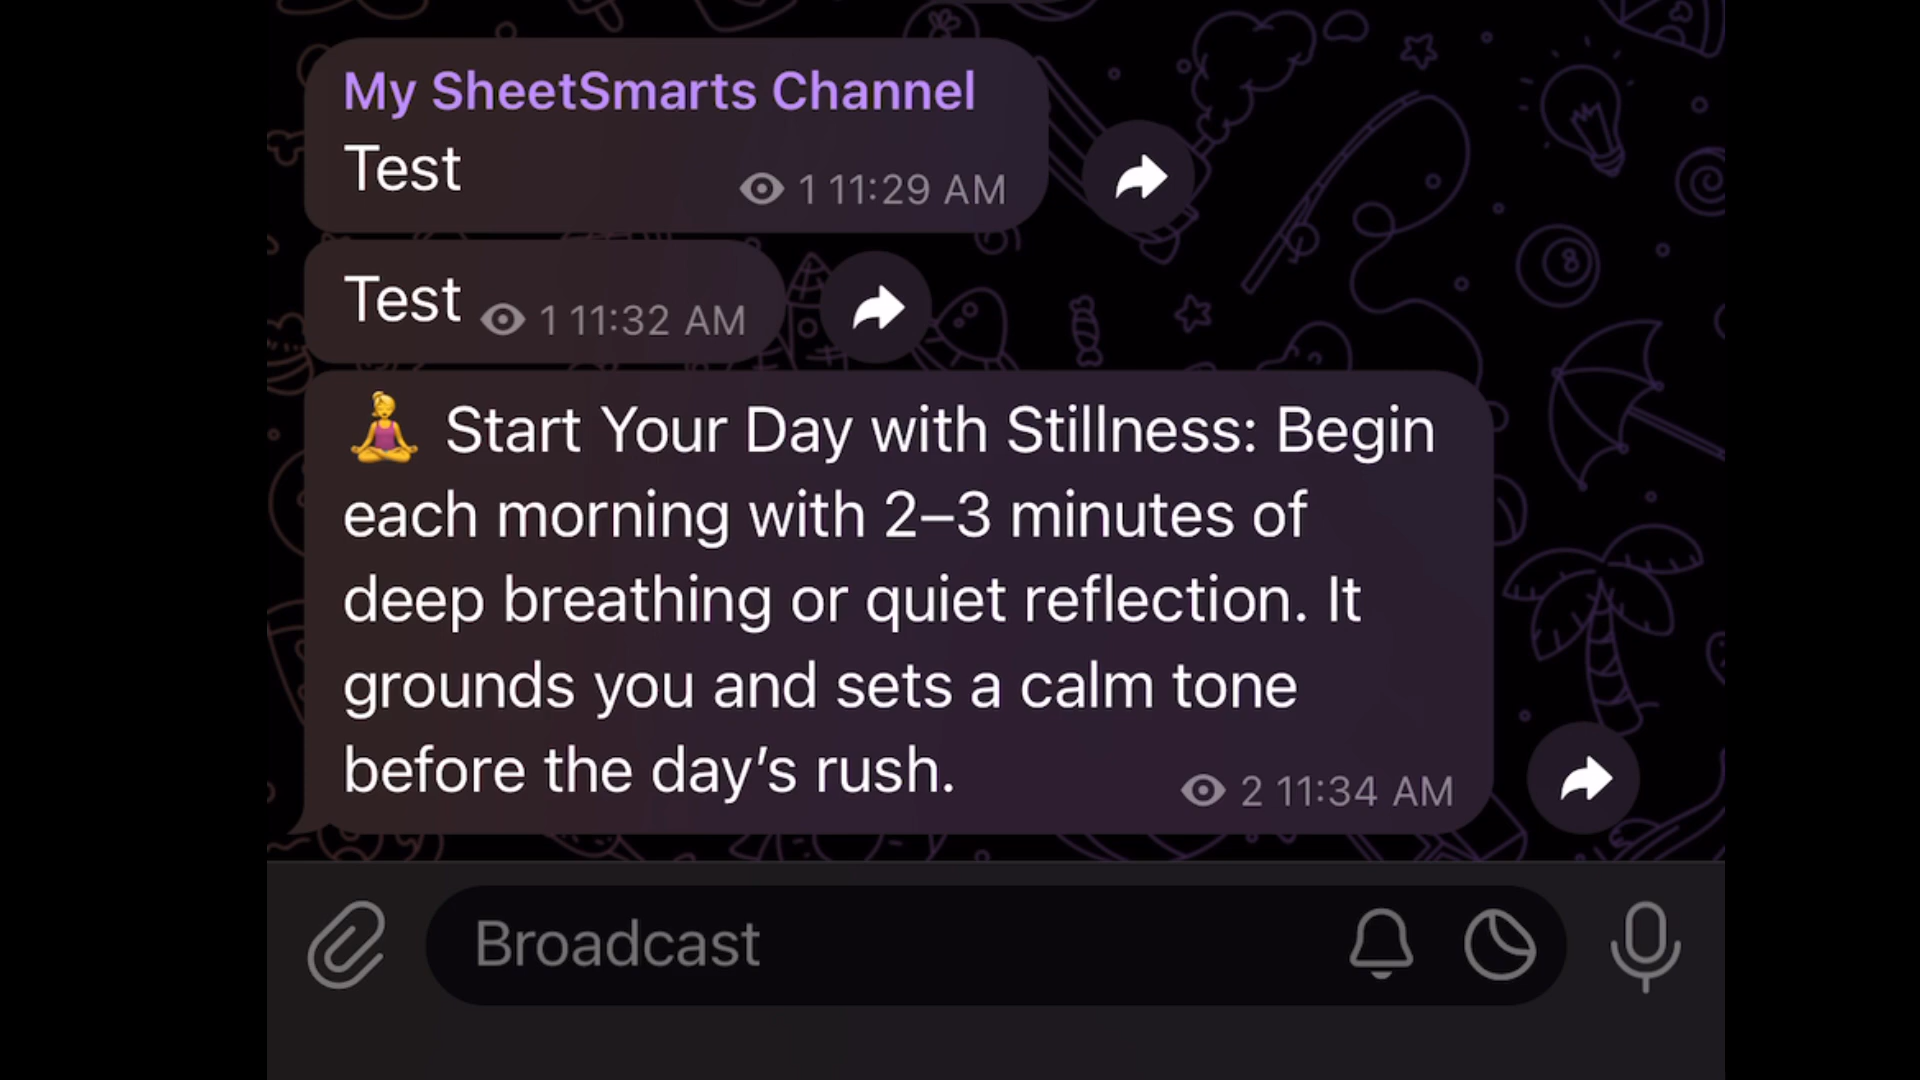 My SheetSmarts Channel
Test
1 11:29 AM
Test 1 11:32 AM
🧘‍♀️ Start Your Day with Stillness: Begin
each morning with 2–3 minutes of
deep breathing or quiet reflection. It
grounds you and sets a calm tone
before the day’s rush.
2 11:34 AM
Broadcast